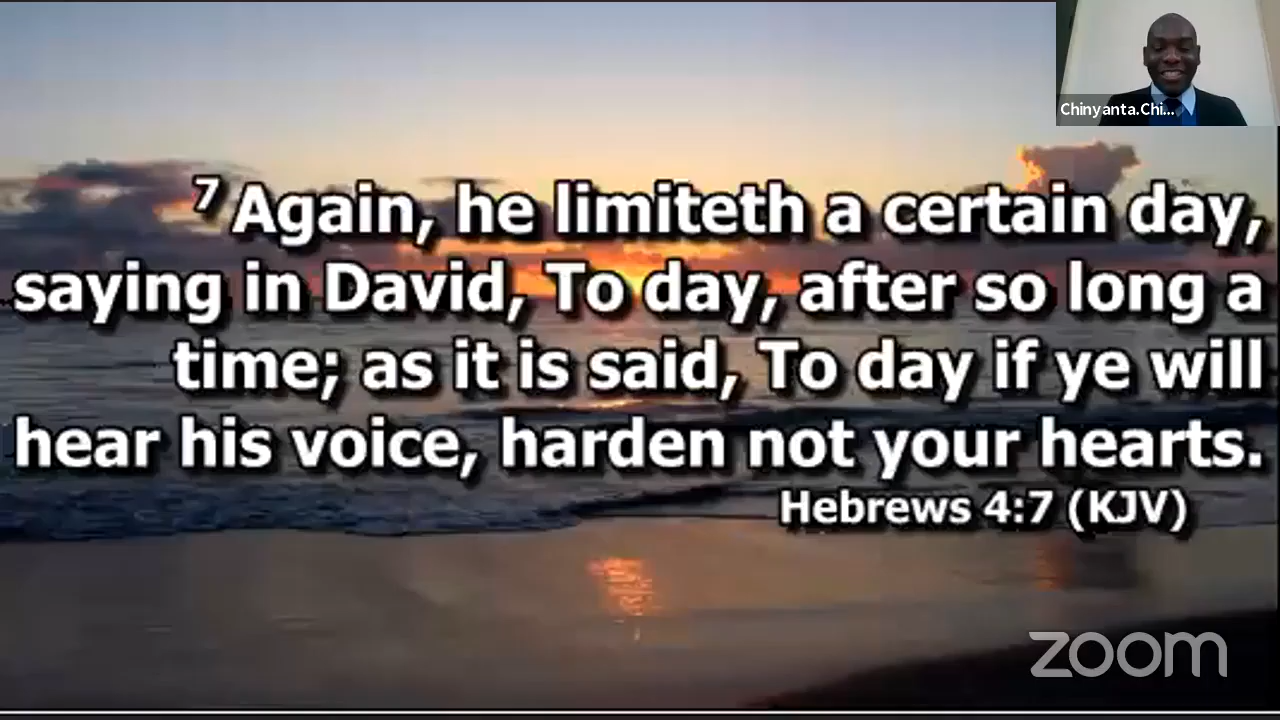 Chinyanta.Chi...
7 Again, he limiteth a certain day,
saying in David, To day, after so long a
time; as it is said, To day if ye will
hear his voice, harden not your hearts.
Hebrews 4:7 (KJV)
zoom